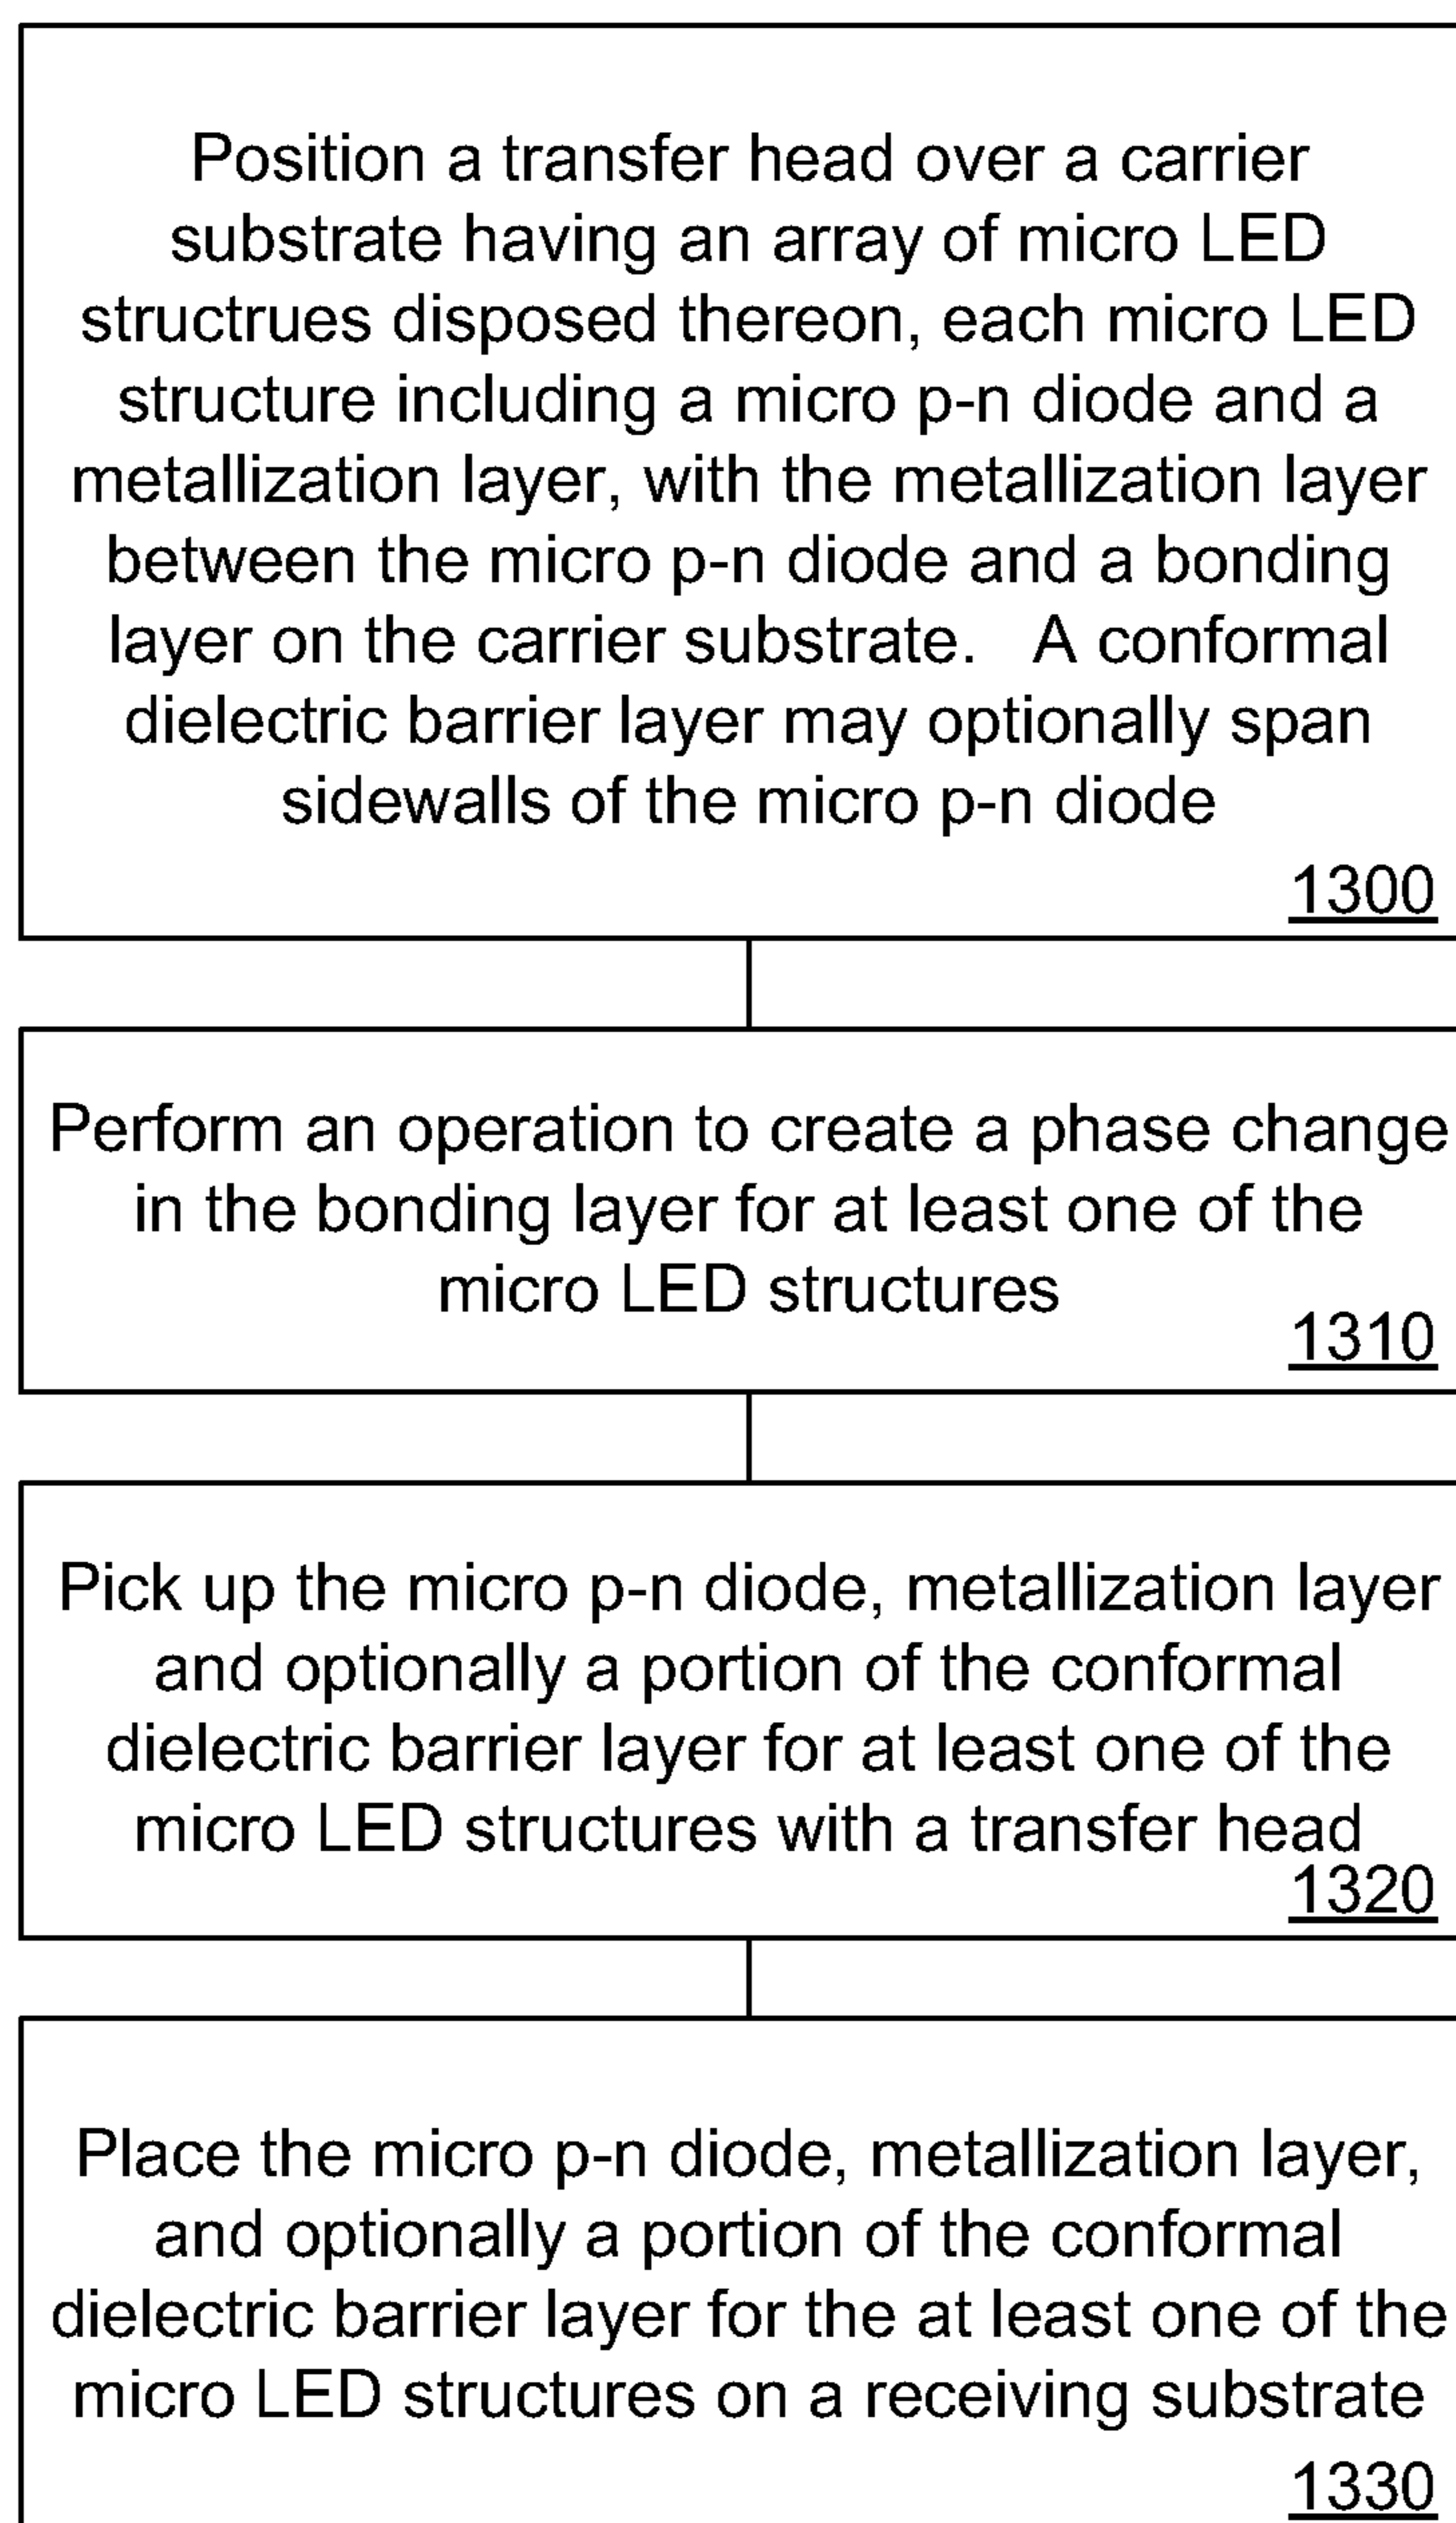 Position a transfer head over a carrier
substrate having an array of micro LED
structrues disposed thereon, each micro LED
structure including a micro p-n diode and a
metallization layer, with the metallization layer
between the micro p-n diode and a bonding
layer on the carrier substrate.   A conformal
dielectric barrier layer may optionally span
sidewalls of the micro p-n diode
1300
Perform an operation to create a phase change
in the bonding layer for at least one of the
micro LED structures
1310
Pick up the micro p-n diode, metallization layer
and optionally a portion of the conformal
dielectric barrier layer for at least one of the
micro LED structures with a transfer head
1320
Place the micro p-n diode, metallization layer,
and optionally a portion of the conformal
dielectric barrier layer for the at least one of the
micro LED structures on a receiving substrate
1330